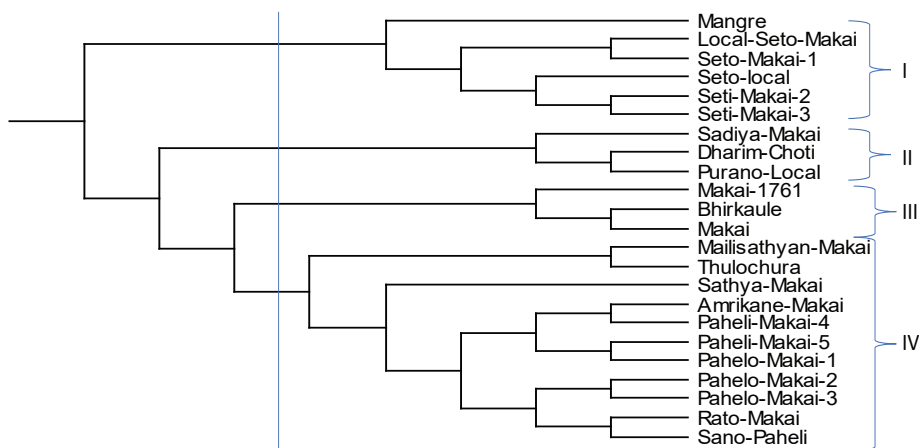 Mangre
Local-Seto-Makai
Seto-Makai-1
Seto-local
Seti-Makai-2
Seti-Makai-3
I
Sadiya-Makai
Dharim-Choti
Purano-Local
II
Makai-1761
Bhirkaule
Makai
III
Mailisathyan-Makai
Thulochura
Sathya-Makai
Amrikane-Makai
Paheli-Makai-4
Paheli-Makai-5
Pahelo-Makai-1
Pahelo-Makai-2
Pahelo-Makai-3
Rato-Makai
Sano-Paheli
IV